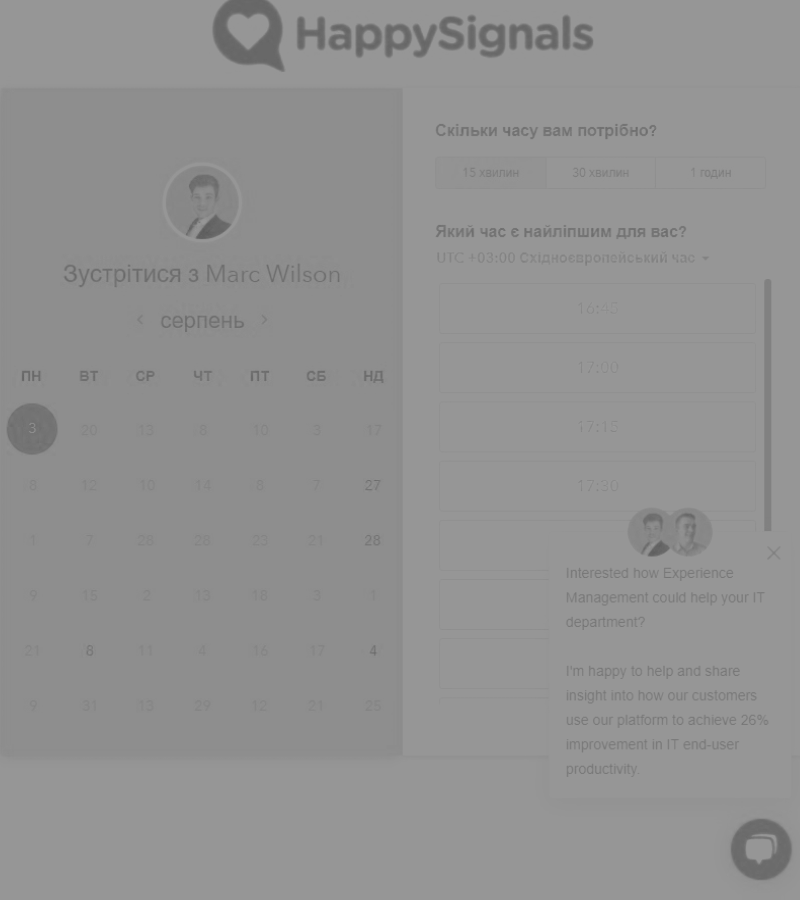 HappySignals
Зустрітися з Marc Wilson
серпень
ПН ВТ СР ЧТ ПТ СБ НД
3 20 13 8 10 3 17
8 12 10 14 8 7 27
1 7 28 28 23 21 28
9 15 2 13 18 3 1
21 8 11 4 16 17 4
9 31 13 29 12 21 25
Скільки часу вам потрібно?
15 хвилин 30 хвилин 1 годин
Який час є найліпшим для вас?
UTC +03:00 Східноєвропейський час
16:45
17:00
17:15
17:30
Interested how Experience
Management could help your IT
department?
I'm happy to help and share
insight into how our customers
use our platform to achieve 26%
improvement in IT end-user
productivity.